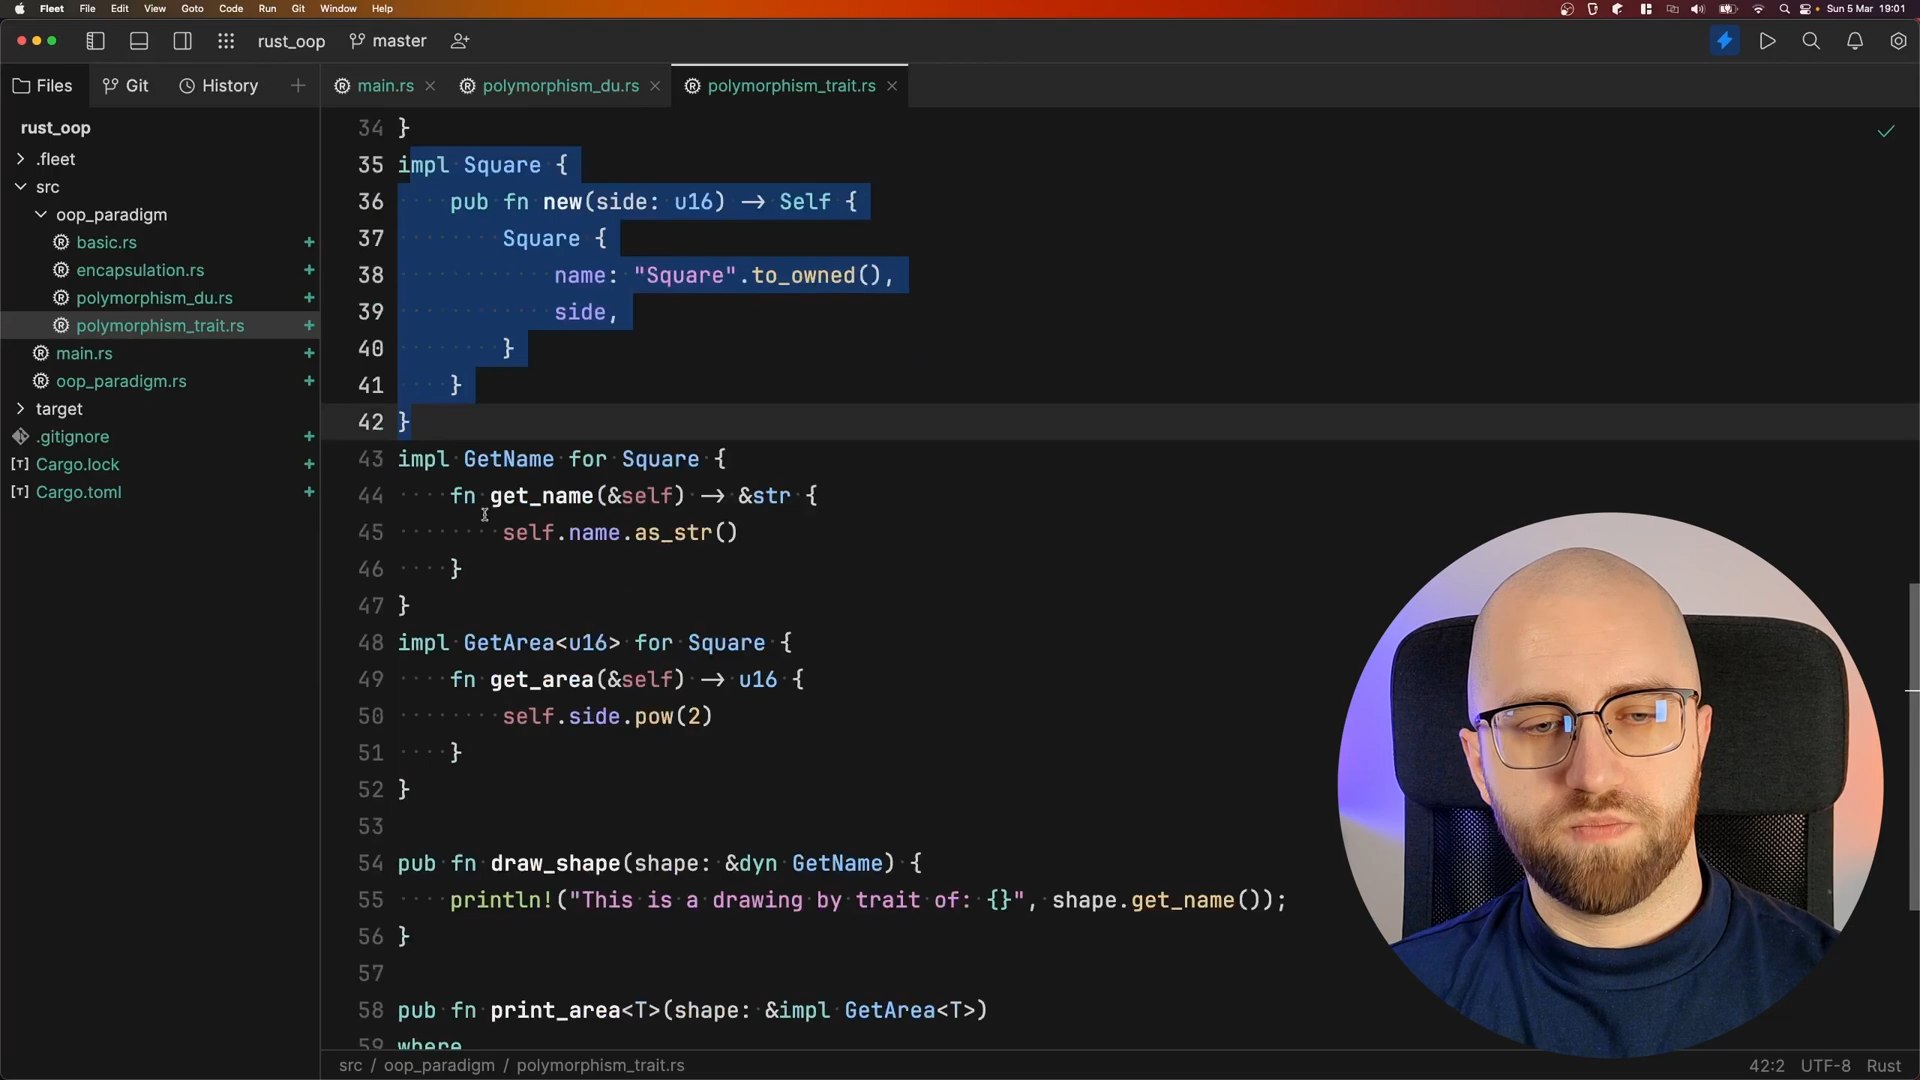 Fleet File Edit View Goto Code Run Git Window Help Sun 5 Mar 19:01
rust_oop master
Files Git History main.rs polymorphism_du.rs polymorphism_trait.rs
rust_oop
.fleet
src
oop_paradigm
basic.rs
encapsulation.rs
polymorphism_du.rs
polymorphism_trait.rs
main.rs
oop_paradigm.rs
target
.gitignore
[T] Cargo.lock
[T] Cargo.toml
34 }
35 impl Square {
36 pub fn new(side: u16) → Self {
37 Square {
38 name: "Square".to_owned(),
39 side,
40 }
41 }
42 }
43 impl GetName for Square {
44 fn get_name(&self) → &str {
45 self.name.as_str()
46 }
47 }
48 impl GetArea<u16> for Square {
49 fn get_area(&self) → u16 {
50 self.side.pow(2)
51 }
52 }
53
54 pub fn draw_shape(shape: &dyn GetName) {
55 println!("This is a drawing by trait of: {}", shape.get_name());
56 }
57
58 pub fn print_area<T>(shape: &impl GetArea<T>)
59 where
src / oop_paradigm / polymorphism_trait.rs 42:2 UTF-8 Rust